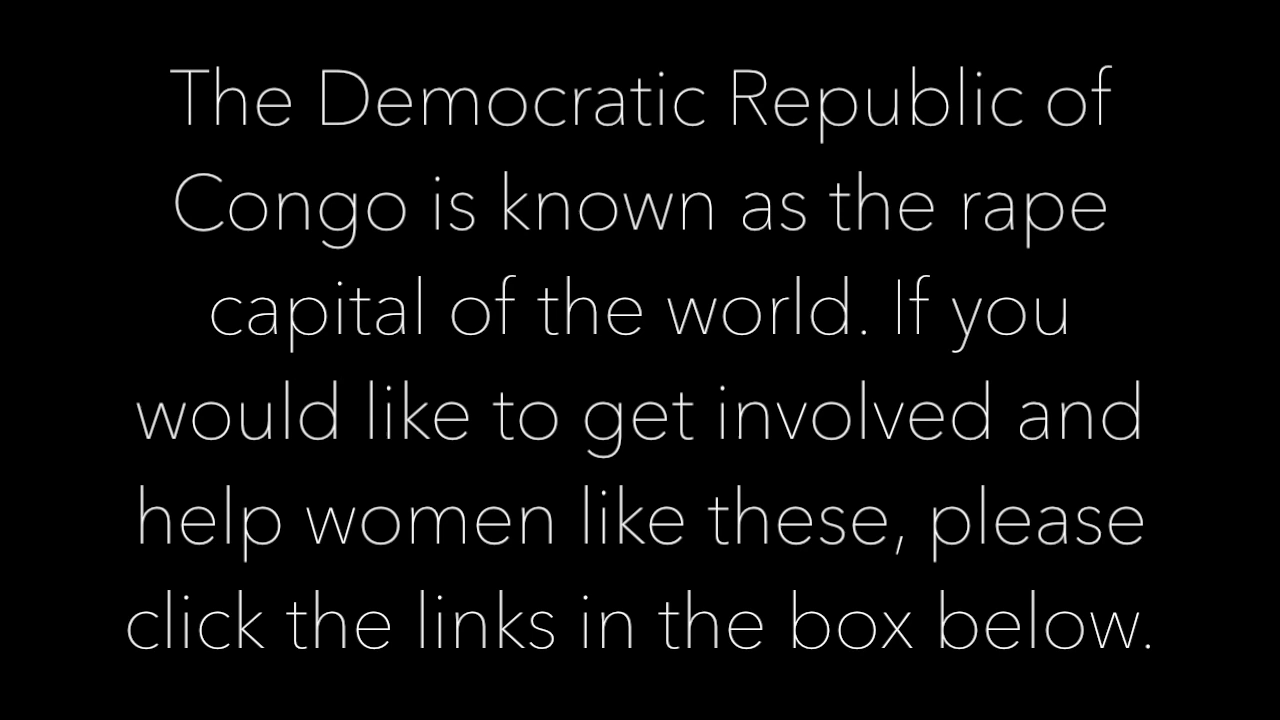 The Democratic Republic of
Congo is known as the rape
capital of the world. If you
would like to get involved and
help women like these, please
click the links in the box below.